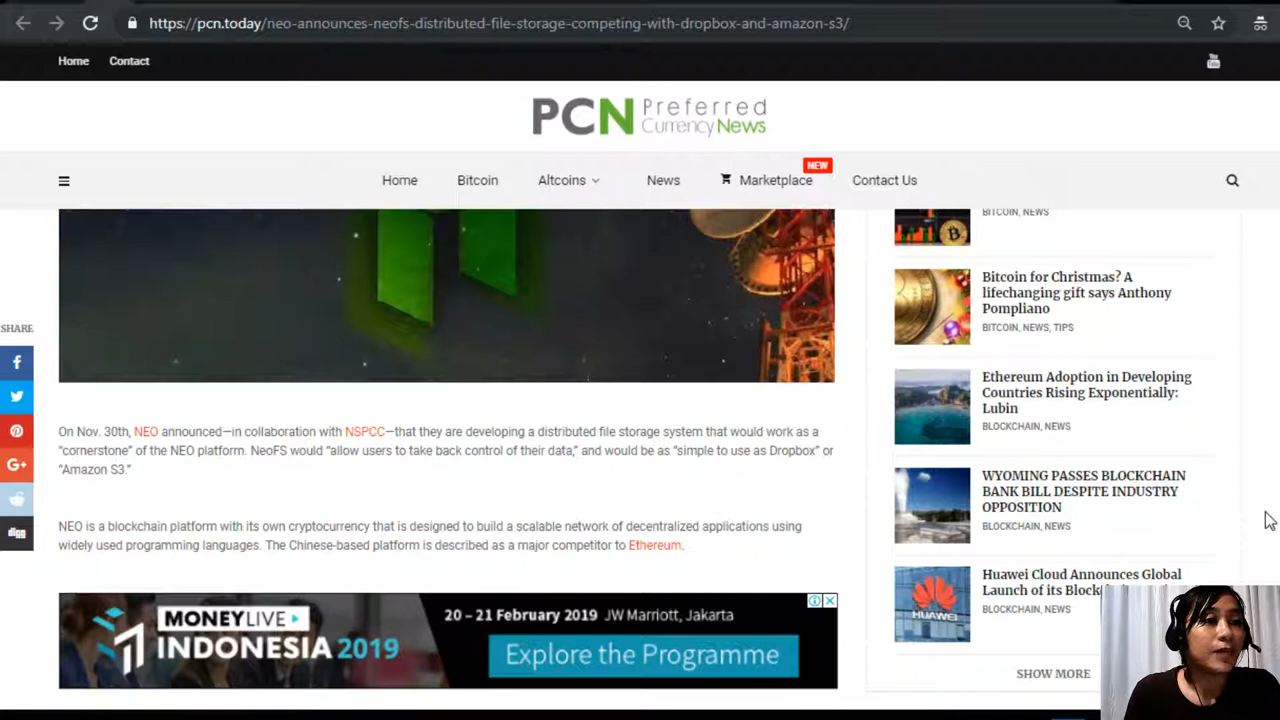 https://pcn.today/neo-announces-neofs-distributed-file-storage-competing-with-dropbox-and-amazon-s3/
Home Contact
PCN Preferred
CurrencyNews
NEW
Home Bitcoin Altcoins News Marketplace Contact Us
BITCOIN, NEWS
Bitcoin for Christmas? A
lifechanging gift says Anthony
Pompliano
BITCOIN, NEWS, TIPS
SHARE
Ethereum Adoption in Developing
Countries Rising Exponentially:
Lubin
BLOCKCHAIN, NEWS
On Nov. 30th, NEO announced—in collaboration with NSPCC—that they are developing a distributed file storage system that would work as a
“cornerstone” of the NEO platform. NeoFS would “allow users to take back control of their data,” and would be as “simple to use as Dropbox” or
“Amazon S3.”
WYOMING PASSES BLOCKCHAIN
BANK BILL DESPITE INDUSTRY
OPPOSITION
BLOCKCHAIN, NEWS
digg
NEO is a blockchain platform with its own cryptocurrency that is designed to build a scalable network of decentralized applications using
widely used programming languages. The Chinese-based platform is described as a major competitor to Ethereum.
Huawei Cloud Announces Global
Launch of its
BLOCKCHAIN, NEWS
HUAWEI
MONEYLIVE
INDONESIA 2019
20 – 21 February 2019 JW Marriott, Jakarta
Explore the Programme
SHOW MORE